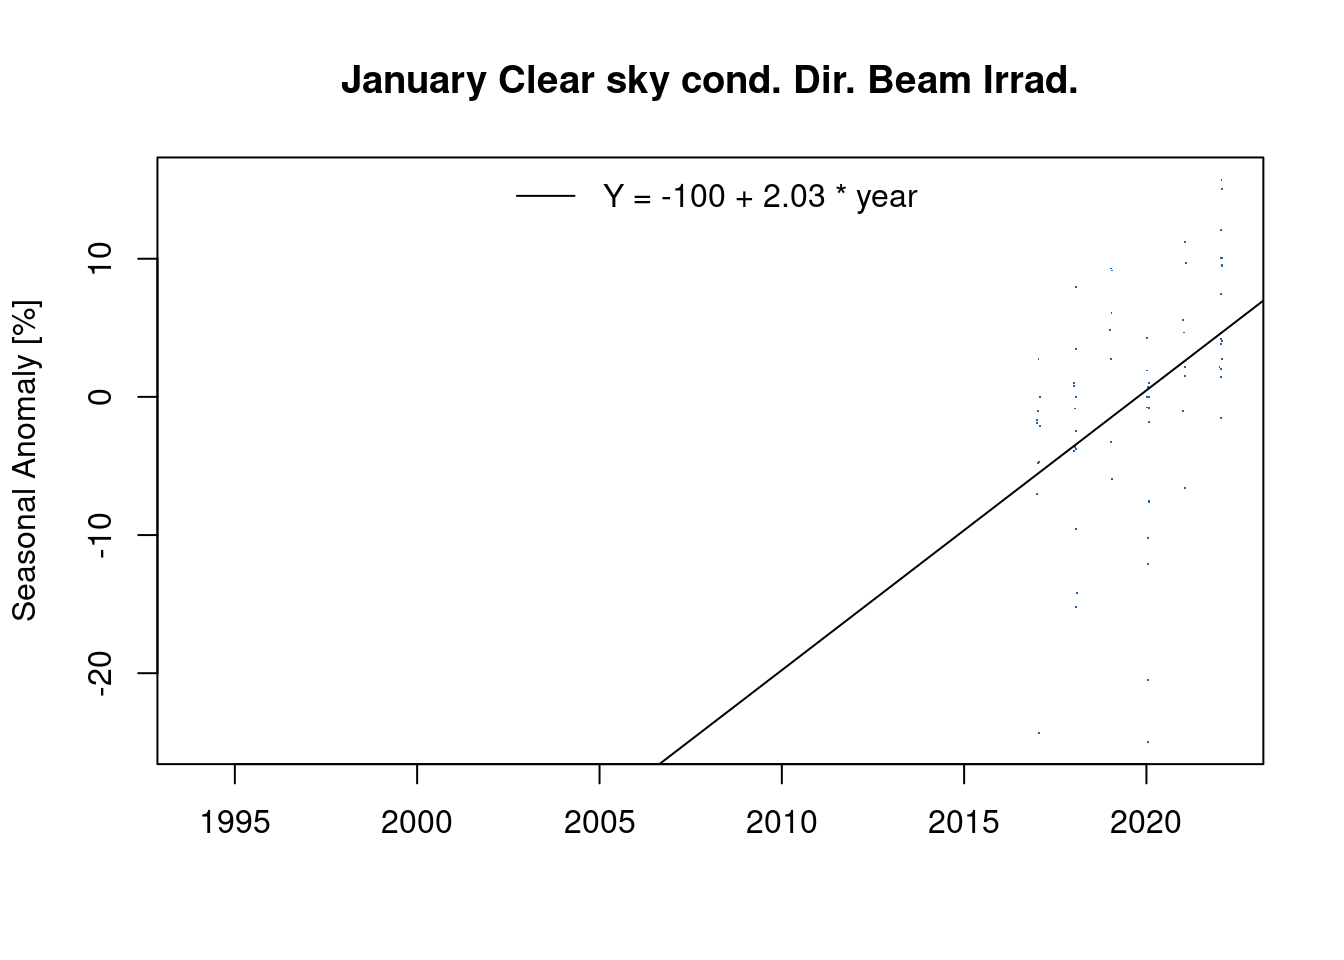 January Clear sky cond. Dir. Beam Irrad.
Y = -100 + 2.03 * year
Seasonal Anomaly [%]
10
0
-10
-20
1995 2000 2005 2010 2015 2020